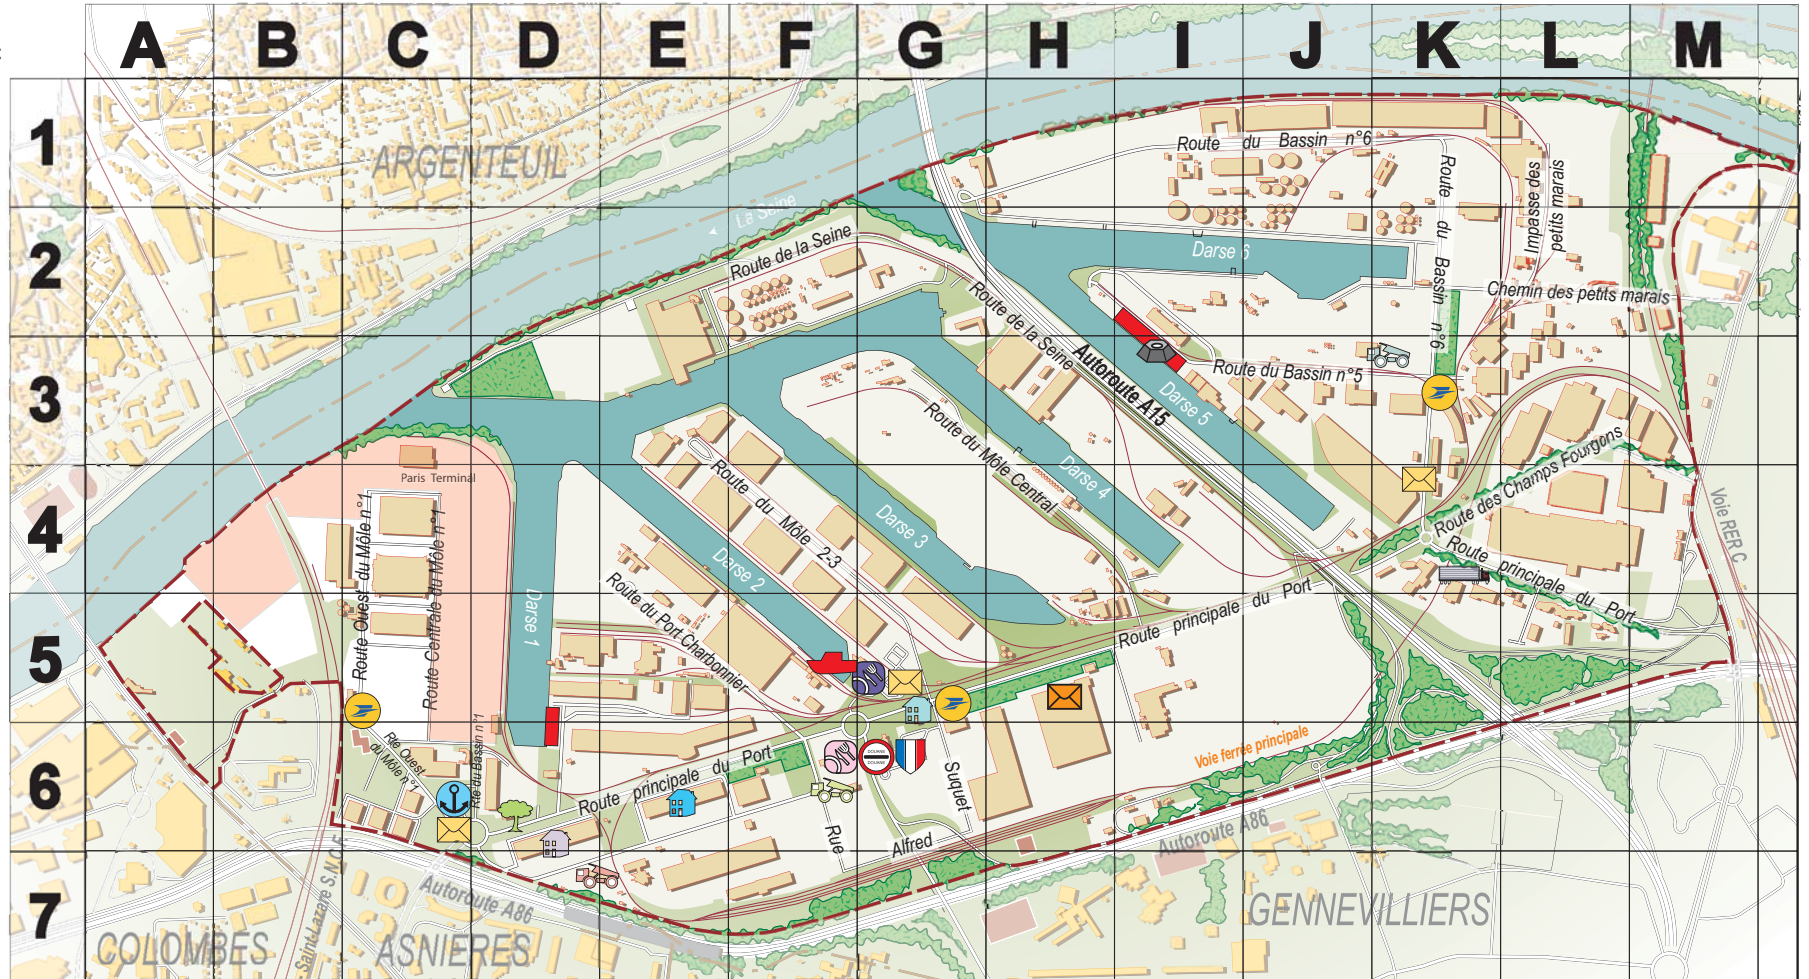 A B C D E F G H I J K L M
1
2
3
4
5
6
7
ARGENTEUIL
La Seine
Route du Bassin n°6
Route du Bassin n°6
Impasse des
petits marais
Route de la Seine
Darse 6
Chemin des petits marais
Route de la Seine
Autoroute A15
Route du Bassin n°5
Darse 5
Route du Môle Central
Darse 4
Route des Champs Fourgons
Paris Terminal
Route du Môle 2-3
Darse 3
Voie RER C
Route Ouest du Môle n°1
Route Centrale du Môle n°1
Darse 2
Route principale du Port
Darse 1
Route du Port Charbonnier
Route principale du Port
Voie ferrée principale
Rte Ouest
du Môle n°1
Rte du Bassin n°1
Route principale du Port
DOUANE
DOUANE
Rue Alfred Suquet
Autoroute A86
Saint-Lazare S.N.C.F
Autoroute A86
COLOMBES
ASNIERES
GENNEVILLIERS